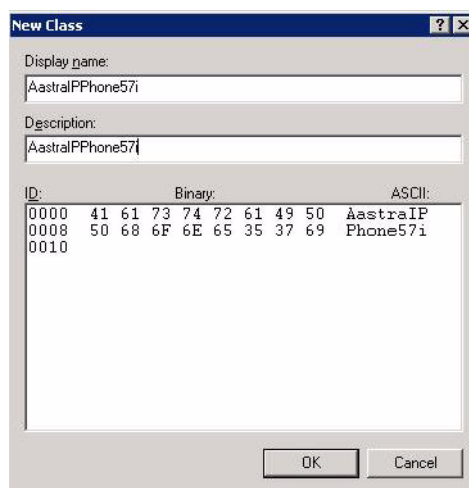 New Class
Display name:
AastraIPPhone57i
Description:
AastraIPPhone57i
ID: Binary: ASCII:
0000 41 61 73 74 72 61 49 50 AastraIP
0008 50 68 6F 6E 65 35 37 69 Phone57i
0010
OK Cancel